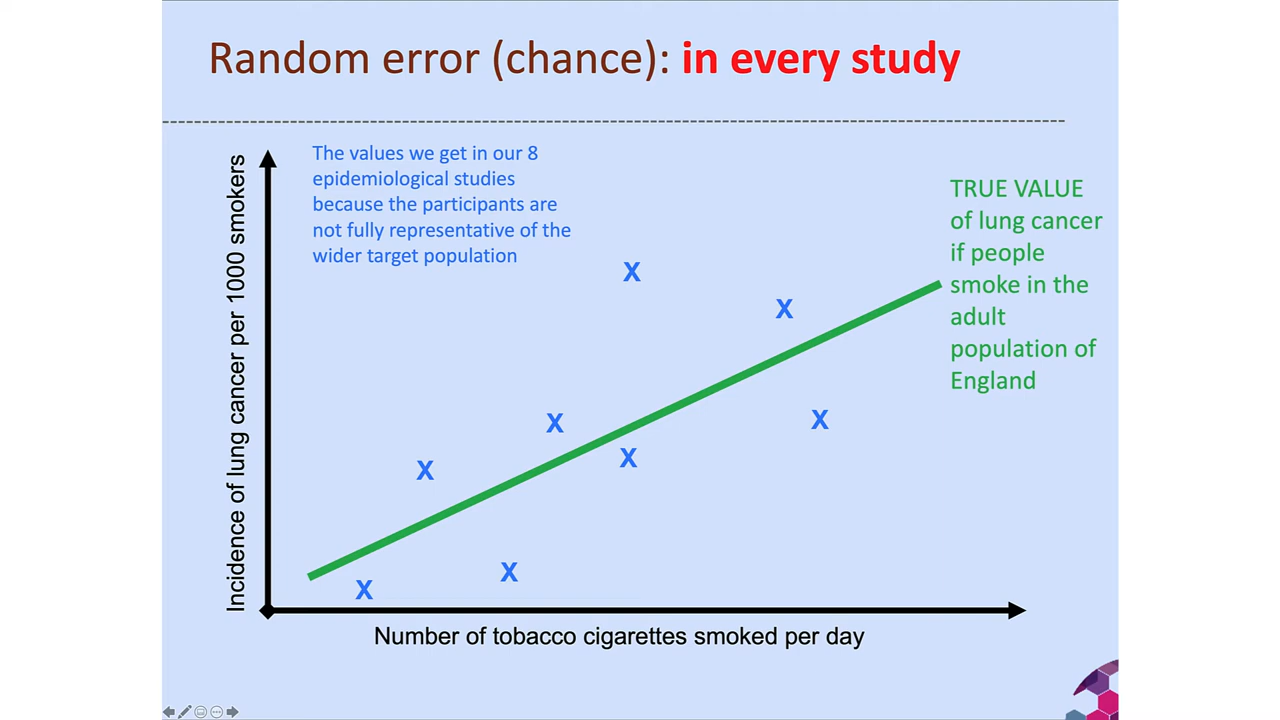 Random error (chance): in every study
The values we get in our 8
epidemiological studies
because the participants are
not fully representative of the
wider target population
TRUE VALUE
of lung cancer
if people
smoke in the
adult
population of
England
Incidence of lung cancer per 1000 smokers
X
X
X
X
X
X
X
X
Number of tobacco cigarettes smoked per day